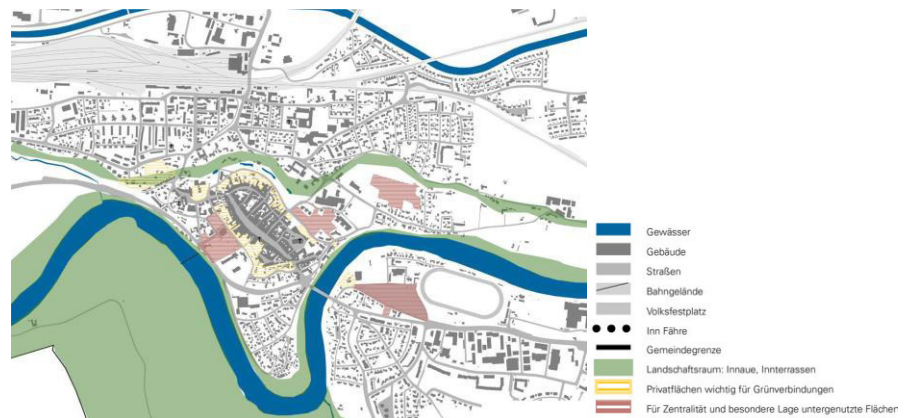 Gewässer
Gebäude
Straßen
Bahngelände
Volksfestplatz
Inn Fähre
Gemeindegrenze
Landschaftsraum: Innaue, Innterrassen
Privatflächen wichtig für Grünverbindungen
Für Zentralität und besondere Lage untergenutzte Flächen